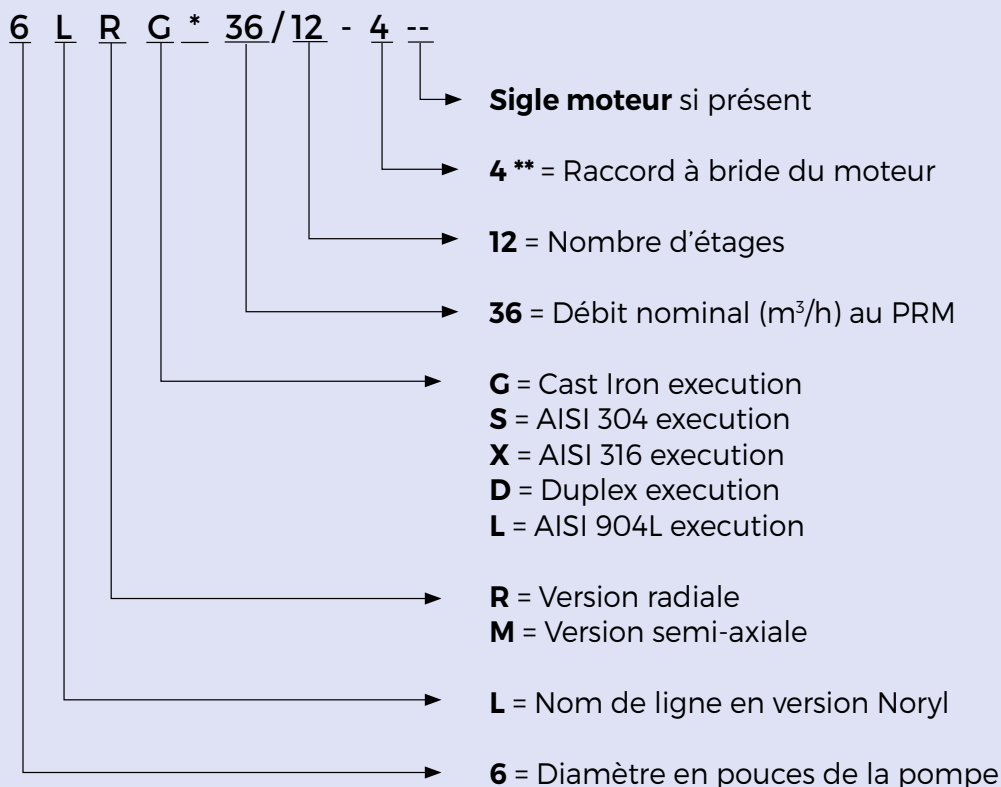 6 L R G * 36/12 - 4 --
Sigle moteur si présent
4 ** = Raccord à bride du moteur
12 = Nombre d'étages
36 = Débit nominal (m³/h) au PRM
G = Cast Iron execution
S = AISI 304 execution
X = AISI 316 execution
D = Duplex execution
L = AISI 904L execution
R = Version radiale
M = Version semi-axiale
L = Nom de ligne en version Noryl
6 = Diamètre en pouces de la pompe